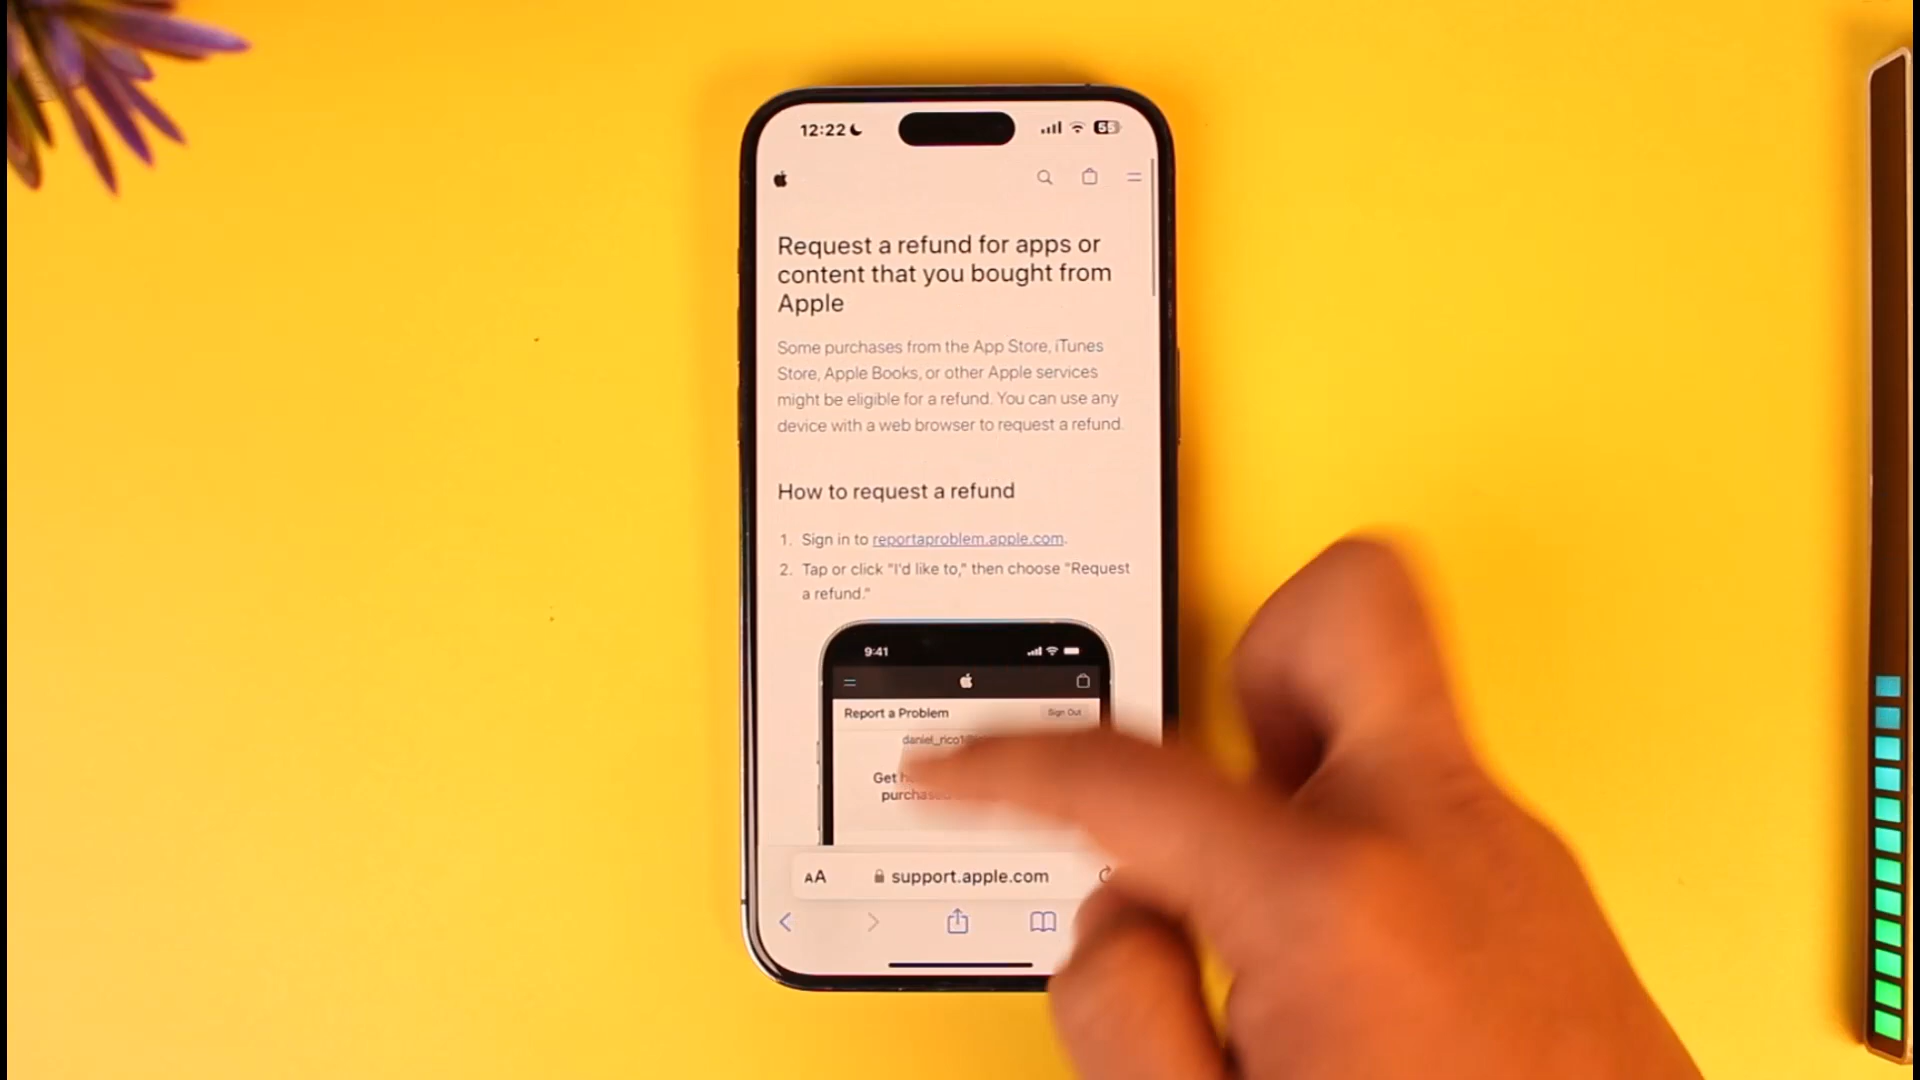 12:22
55
Request a refund for apps or
content that you bought from
Apple
Some purchases from the App Store, iTunes
Store, Apple Books, or other Apple services
might be eligible for a refund. You can use any
device with a web browser to request a refund.
How to request a refund
1. Sign in to reportaproblem.apple.com.
2. Tap or click "I'd like to," then choose "Request
a refund."
9:41
Report a Problem
Sign Out
Get
AA
support.apple.com